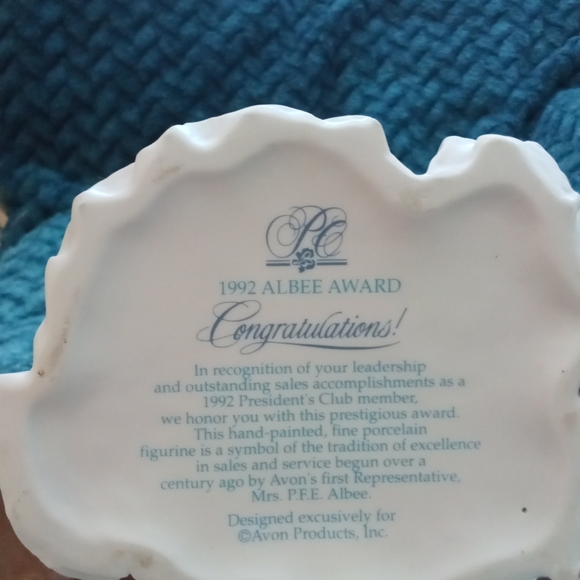 PC
1992 ALBEE AWARD
Congratulations!
In recognition of your leadership
and outstanding sales accomplishments as a
1992 President's Club member,
we honor you with this prestigious award.
This hand-painted, fine porcelain
figurine is a symbol of the tradition of excellence
in sales and service begun over a
century ago by Avon's first Representative,
Mrs. P.F.E. Albee.
Designed excusively for
©Avon Products, Inc.